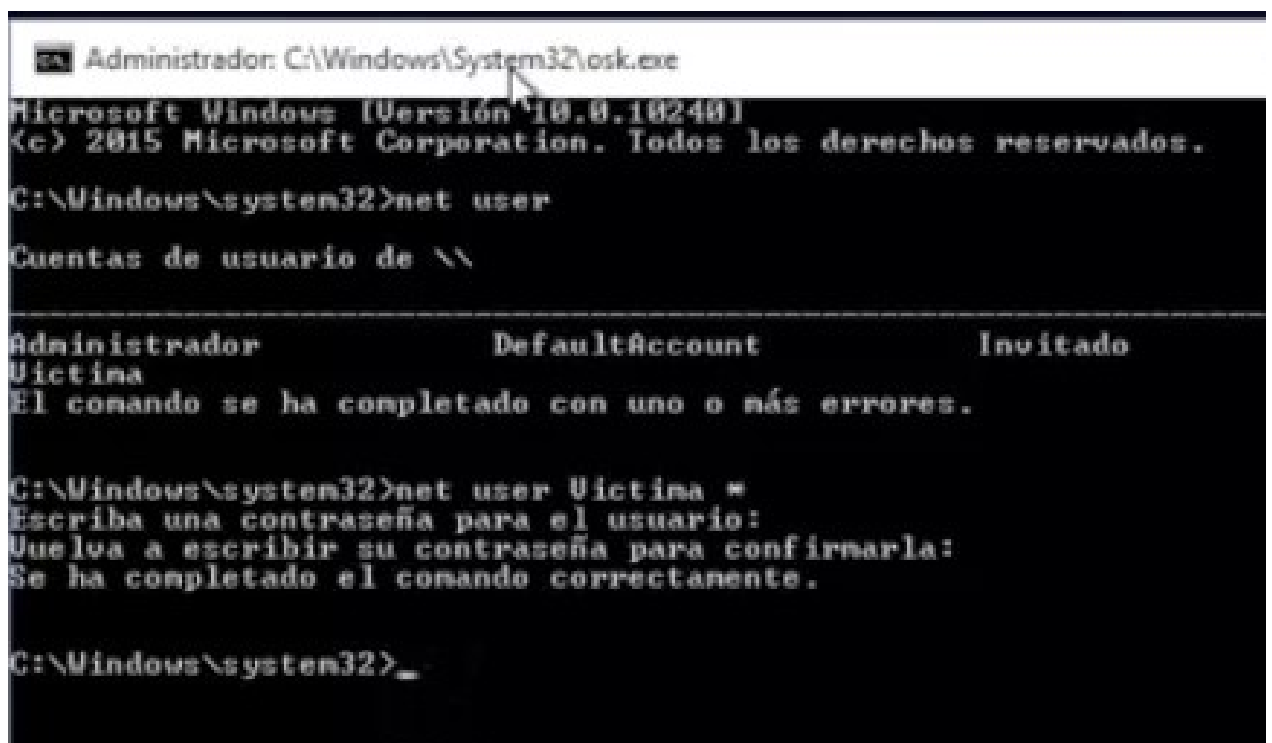 Administrador: C:\Windows\System32\osk.exe
Microsoft Windows [Versión 10.0.10240]
(c) 2015 Microsoft Corporation. Todos los derechos reservados.
C:\Windows\system32>net user
Cuentas de usuario de \\
Administrador DefaultAccount Invitado
Victima
El comando se ha completado con uno o más errores.
C:\Windows\system32>net user Victima *
Escriba una contraseña para el usuario:
Vuelva a escribir su contraseña para confirmarla:
Se ha completado el comando correctamente.
C:\Windows\system32>_